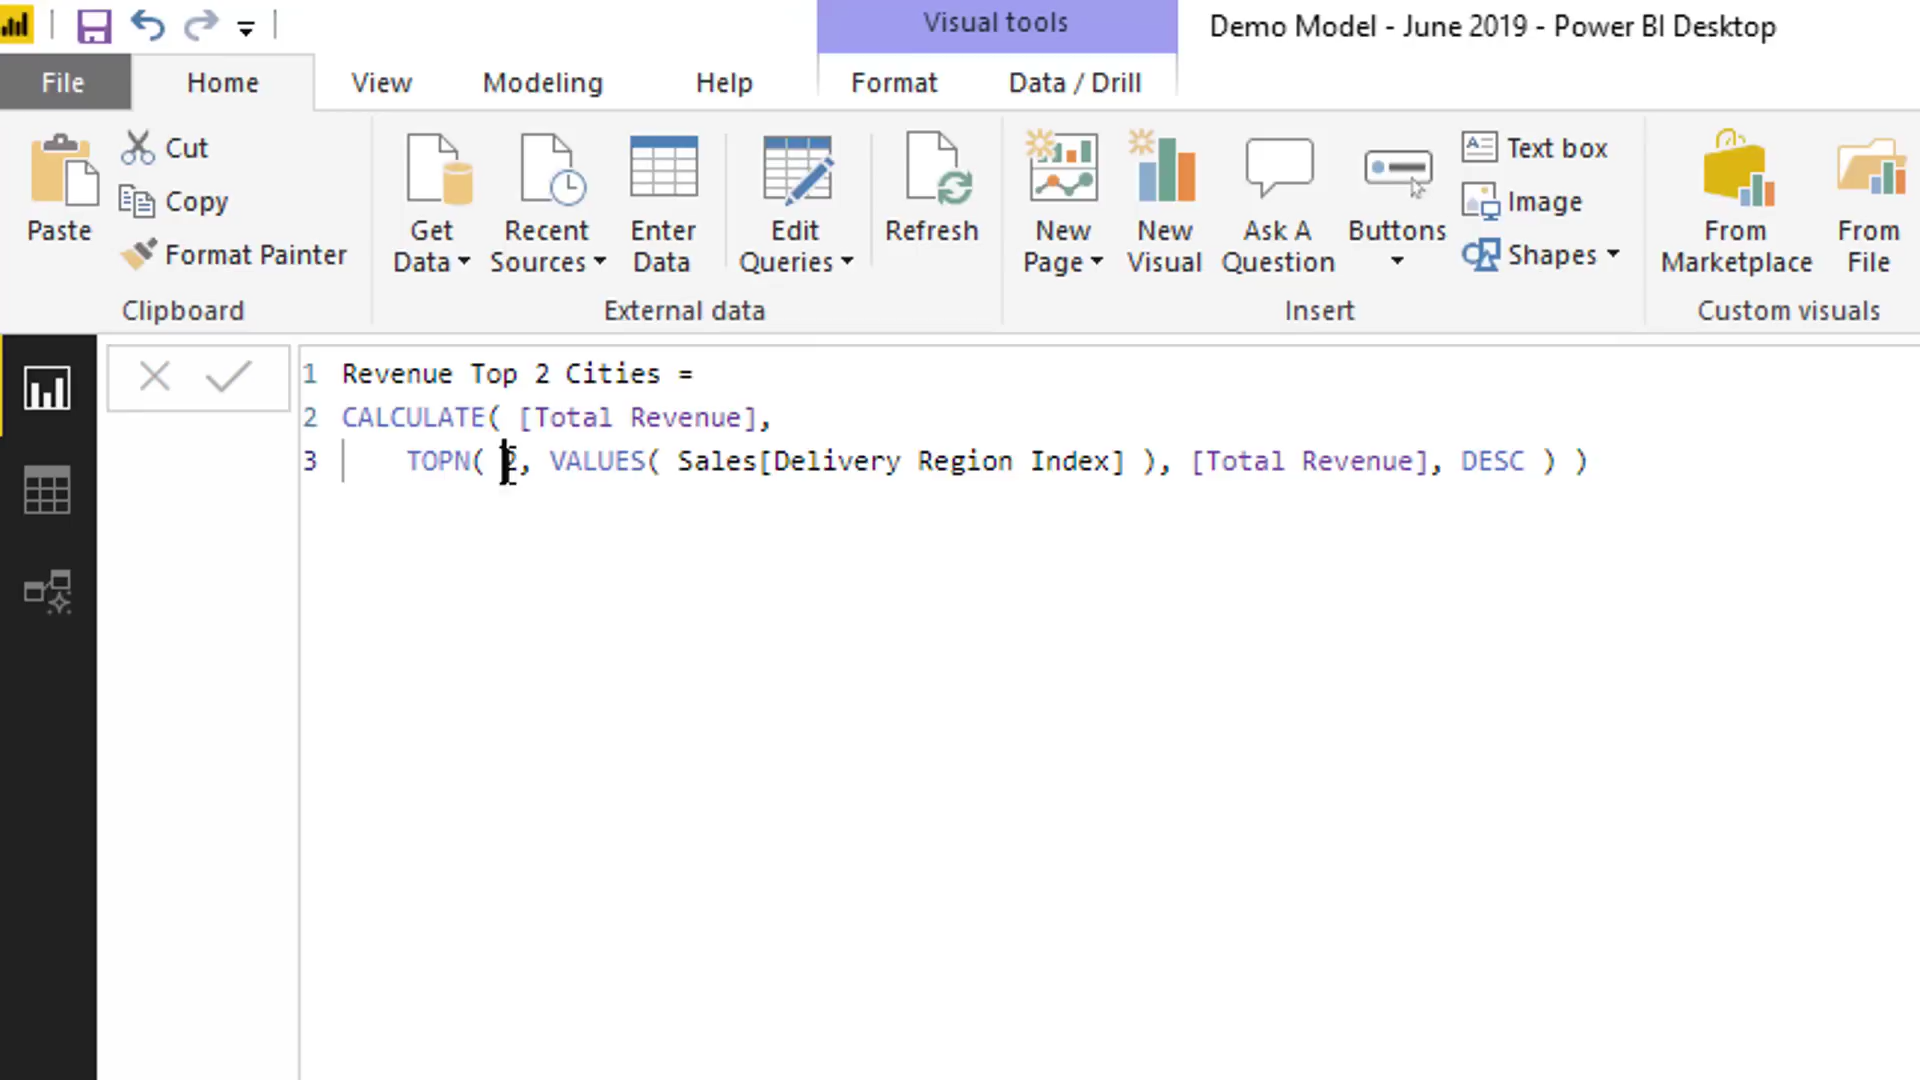 Visual tools
Demo Model - June 2019 - Power BI Desktop
File
Home
View
Modeling
Help
Format
Data / Drill
Paste
Cut
Copy
Format Painter
Clipboard
Get Data
Recent Sources
Enter Data
Edit Queries
Refresh
External data
New Page
New Visual
Ask A Question
Buttons
Text box
Image
Shapes
Insert
From Marketplace
From File
Custom visuals
1 Revenue Top 2 Cities =
2 CALCULATE( [Total Revenue],
3 TOPN( 2, VALUES( Sales[Delivery Region Index] ), [Total Revenue], DESC ) )